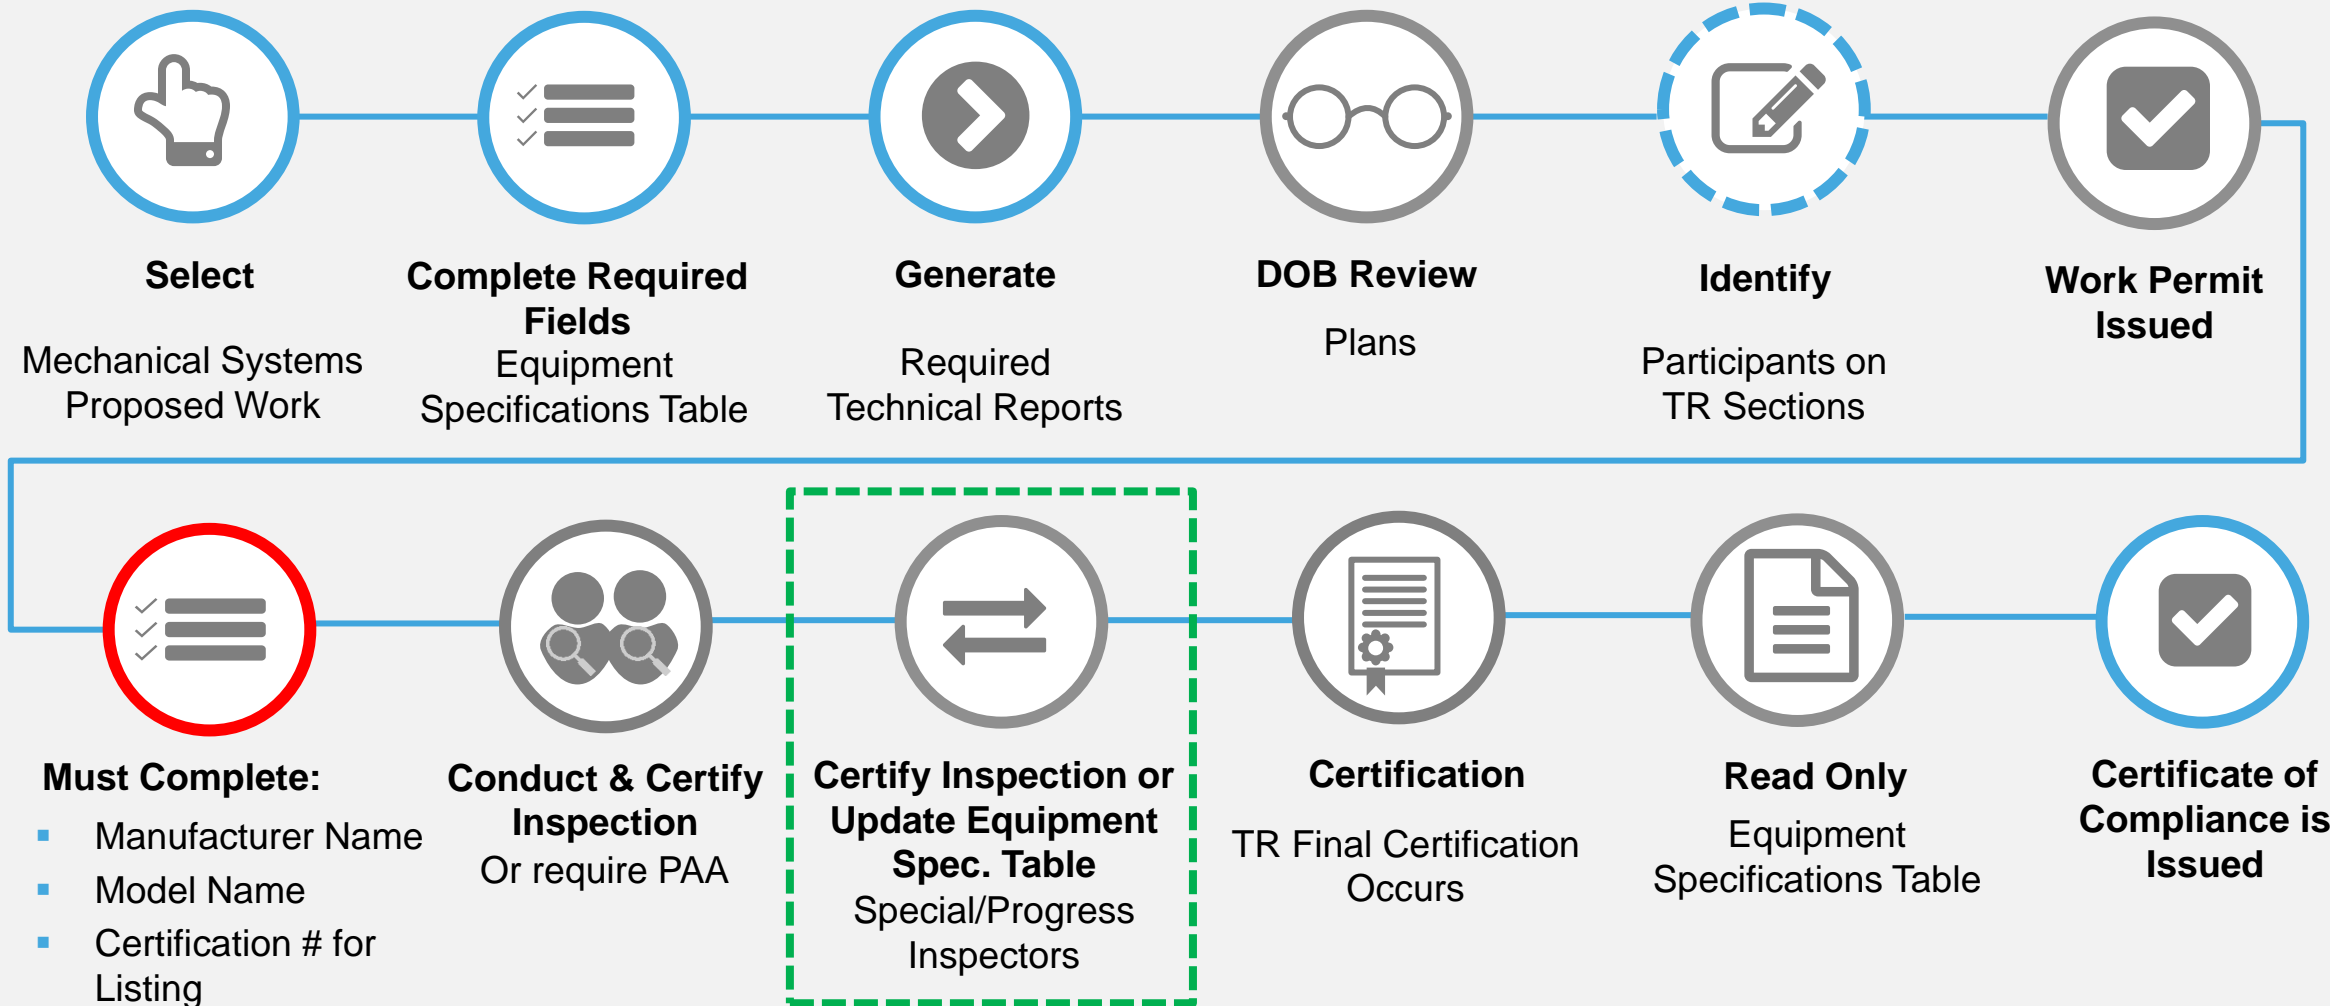 Select
Mechanical Systems
Proposed Work
Complete Required
Fields
Equipment
Specifications Table
Generate
Required
Technical Reports
DOB Review
Plans
Identify
Participants on
TR Sections
Work Permit
Issued
Must Complete:
▪ Manufacturer Name
▪ Model Name
▪ Certification # for
Listing
Conduct & Certify
Inspection
Or require PAA
Certify Inspection or
Update Equipment
Spec. Table
Special/Progress
Inspectors
Certification
TR Final Certification
Occurs
Read Only
Equipment
Specifications Table
Certificate of
Compliance is
Issued